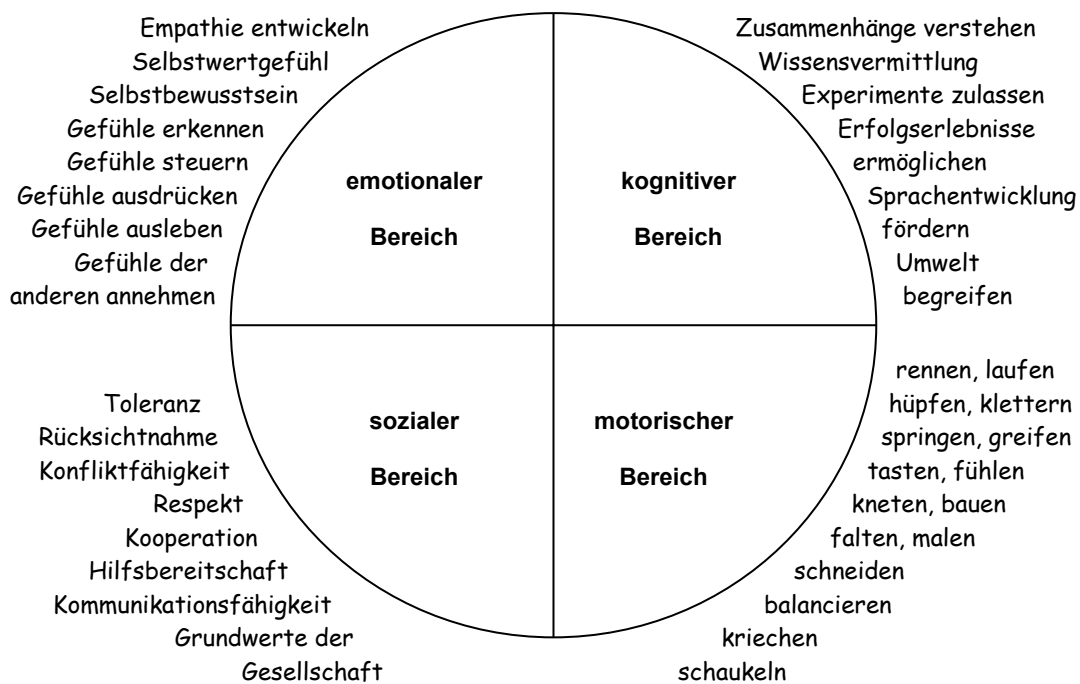 Empathie entwickeln
Selbstwertgefühl
Selbstbewusstsein
Gefühle erkennen
Gefühle steuern
Gefühle ausdrücken
Gefühle ausleben
Gefühle der
anderen annehmen
emotionaler
Bereich
kognitiver
Bereich
Zusammenhänge verstehen
Wissensvermittlung
Experimente zulassen
Erfolgserlebnisse
ermöglichen
Sprachentwicklung
fördern
Umwelt
begreifen
Toleranz
Rücksichtnahme
Konfliktfähigkeit
Respekt
Kooperation
Hilfsbereitschaft
Kommunikationsfähigkeit
Grundwerte der
Gesellschaft
sozialer
Bereich
motorischer
Bereich
rennen, laufen
hüpfen, klettern
springen, greifen
tasten, fühlen
kneten, bauen
falten, malen
schneiden
balancieren
kriechen
schaukeln